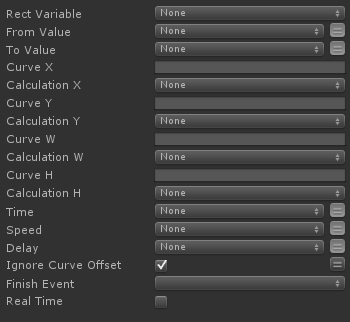 Rect Variable None
From Value None
To Value None
Curve X
Calculation X None
Curve Y
Calculation Y None
Curve W
Calculation W None
Curve H
Calculation H None
Time None
Speed None
Delay None
Ignore Curve Offset
Finish Event
Real Time